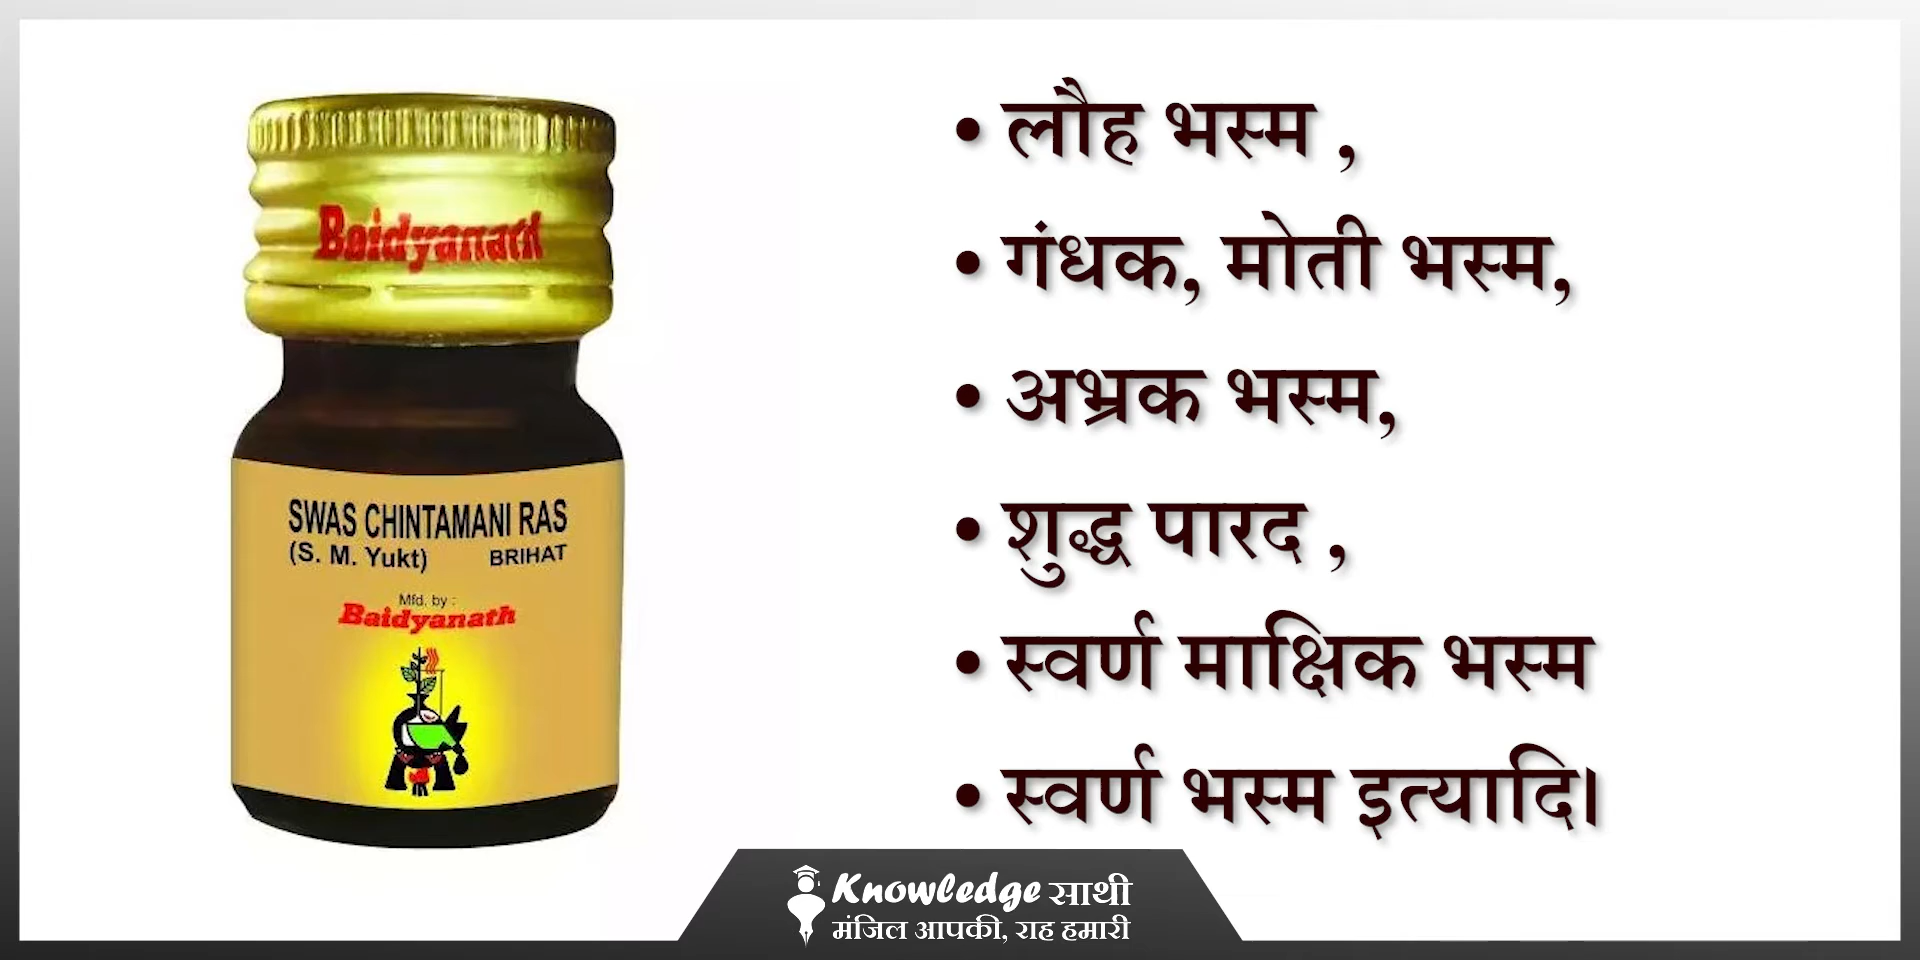 Baidyanath
SWAS CHINTAMANI RAS
(S. M. Yukt) BRIHAT
Mfd. by :
Baidyanath
• लौह भस्म ,
• गंधक, मोती भस्म,
• अभ्रक भस्म,
• शुद्ध पारद ,
• स्वर्ण माक्षिक भस्म
• स्वर्ण भस्म इत्यादि।
Knowledge साथी
मंजिल आपकी, राह हमारी